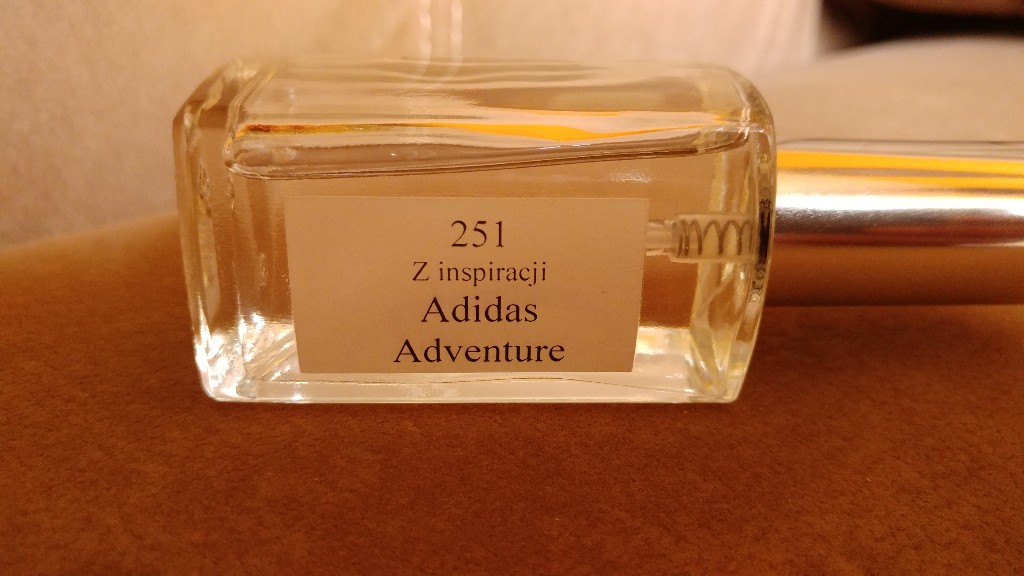 251
Z inspiracji
Adidas
Adventure